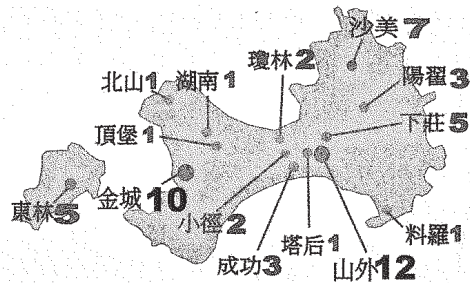 沙美7
瓊林2
北山1
湖南1
陽翟3
頂堡1
下莊5
金城10
東林5
小徑2
塔后1
料羅1
成功3
山外12